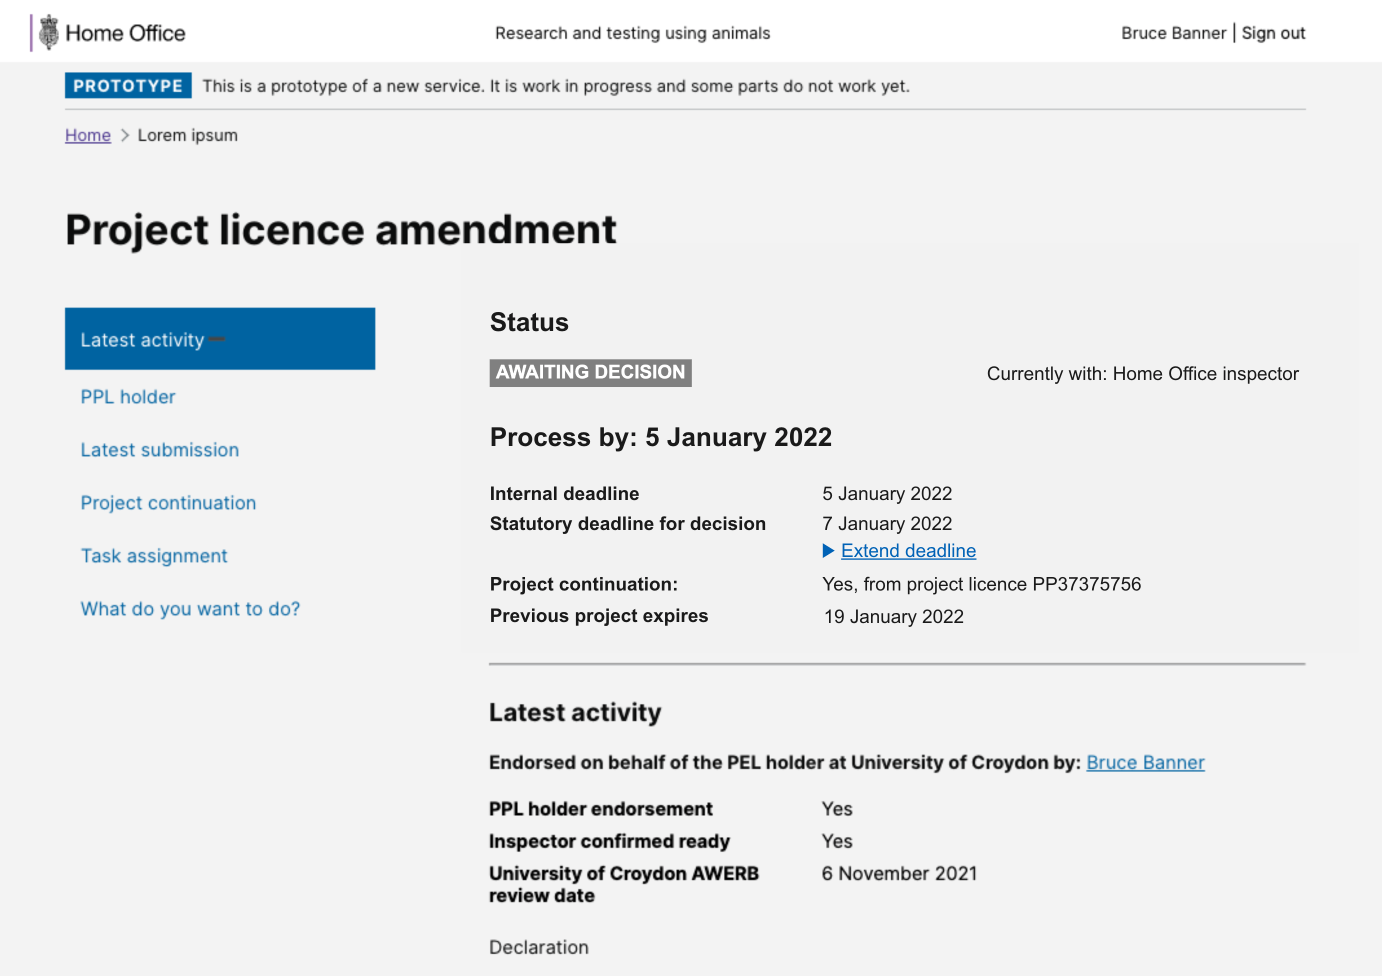 Home Office
Research and testing using animals
Bruce Banner | Sign out
PROTOTYPE This is a prototype of a new service. It is work in progress and some parts do not work yet.
Home > Lorem ipsum
Project licence amendment
Latest activity
PPL holder
Latest submission
Project continuation
Task assignment
What do you want to do?
Status
AWAITING DECISION
Currently with: Home Office inspector
Process by: 5 January 2022
Internal deadline 5 January 2022
Statutory deadline for decision 7 January 2022
Extend deadline
Project continuation: Yes, from project licence PP37375756
Previous project expires 19 January 2022
Latest activity
Endorsed on behalf of the PEL holder at University of Croydon by: Bruce Banner
PPL holder endorsement Yes
Inspector confirmed ready Yes
University of Croydon AWERB 6 November 2021
review date
Declaration